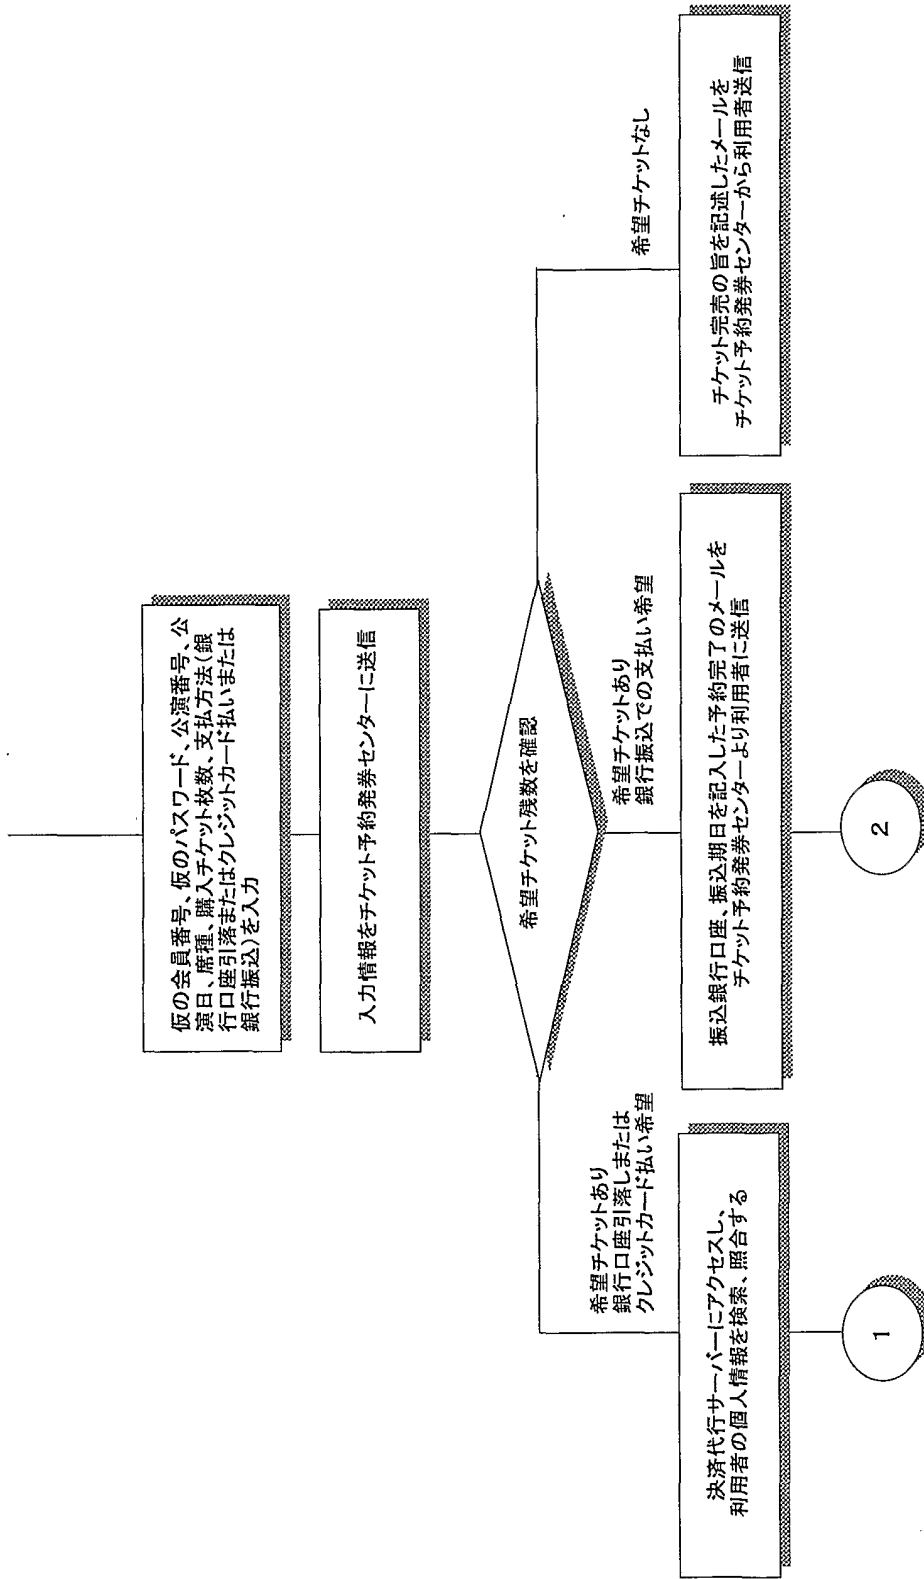 仮の会員番号、仮のパスワード、公演番号、公
演日、席種、購入チケット枚数、支払方法(銀
行口座引落またはクレジットカード払いまたは
銀行振込)を入力
入力情報をチケット予約発券センターに送信
希望チケット残数を確認
希望チケットあり
銀行口座引落しまたは
クレジットカード払い希望
希望チケットあり
銀行振込での支払い希望
希望チケットなし
決済代行サーバーにアクセスし、
利用者の個人情報を検索、照合する
振込銀行口座、振込期日を記入した予約完了のメールを
チケット予約発券センターより利用者に送信
チケット完売の旨を記述したメールを
チケット予約発券センターから利用者送信
1
2